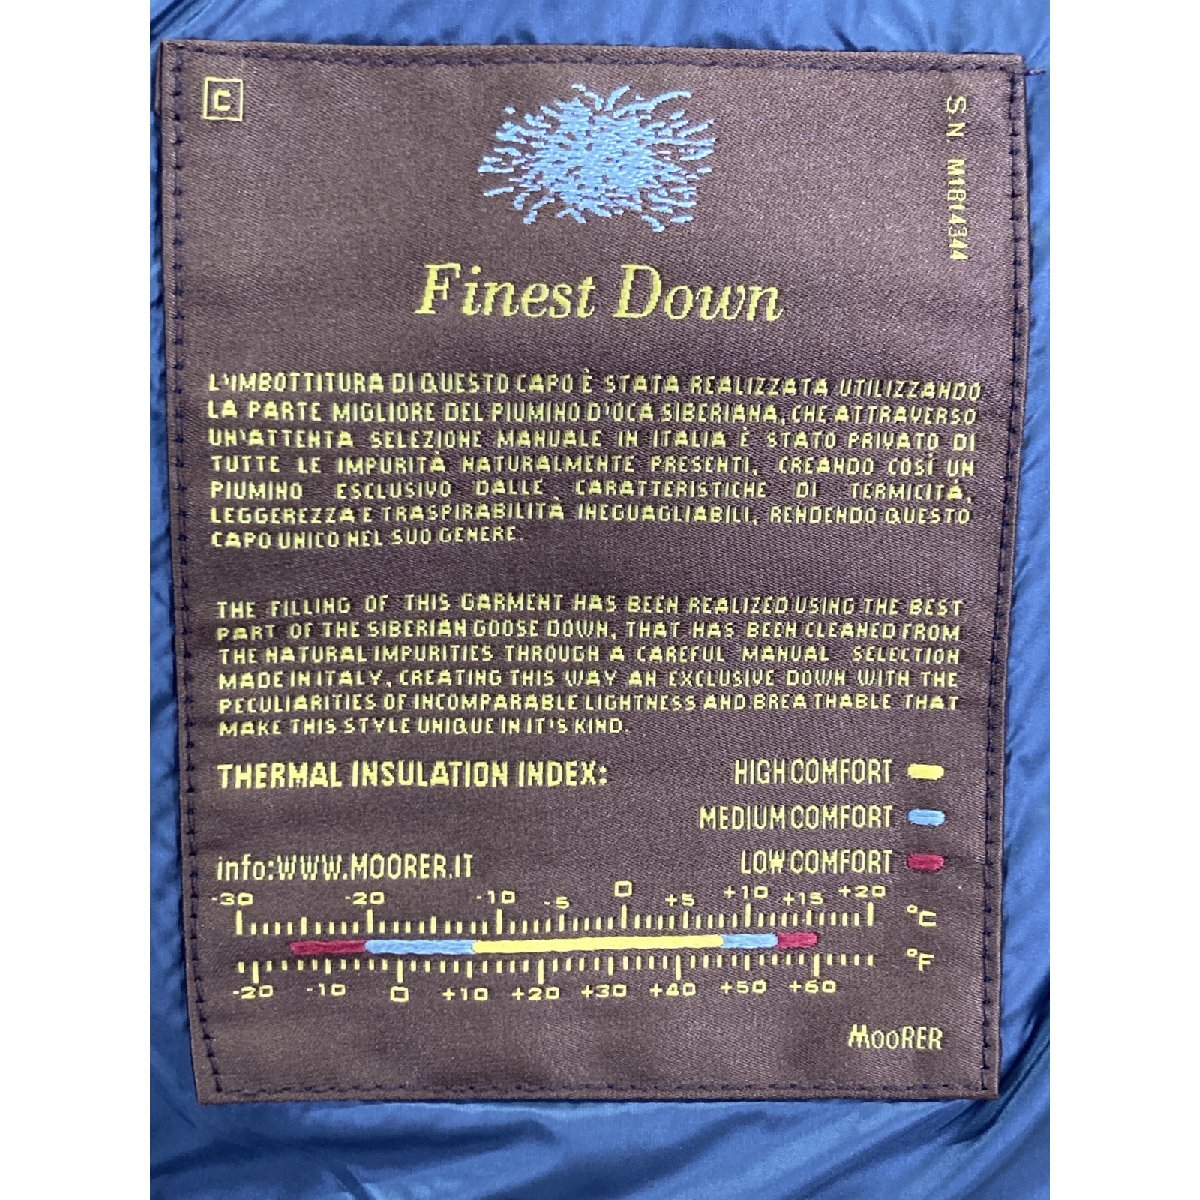 C
S.N. M1R14344
Finest Down
L'IMBOTTITURA DI QUESTO CAPO È STATA REALIZZATA UTILIZZANDO
LA PARTE MIGLIORE DEL PIUMINO D'OCA SIBERIANA, CHE ATTRAVERSO
UN'ATTENTA SELEZIONE MANUALE IN ITALIA È STATO PRIVATO DI
TUTTE LE IMPURITÀ NATURALMENTE PRESENTI, CREANDO COSÌ UN
PIUMINO ESCLUSIVO DALLE CARATTERISTICHE DI TERMICITÀ,
LEGGEREZZA E TRASPIRABILITÀ INEGUAGLIABILI, RENDENDO QUESTO
CAPO UNICO NEL SUO GENERE.
THE FILLING OF THIS GARMENT HAS BEEN REALIZED USING THE BEST
PART OF THE SIBERIAN GOOSE DOWN, THAT HAS BEEN CLEANED FROM
THE NATURAL IMPURITIES THROUGH A CAREFUL MANUAL SELECTION
MADE IN ITALY, CREATING THIS WAY AN EXCLUSIVE DOWN WITH THE
PECULIARITIES OF INCOMPARABLE LIGHTNESS AND BREATHABLE THAT
MAKE THIS STYLE UNIQUE IN IT'S KIND.
THERMAL INSULATION INDEX:
HIGH COMFORT
MEDIUM COMFORT
LOW COMFORT
info:WWW.MOORER.IT
-30 -20 -10 -5 0 +5 +10 +15 +20 °C
-20 -10 0 +10 +20 +30 +40 +50 +60 °F
MOORER